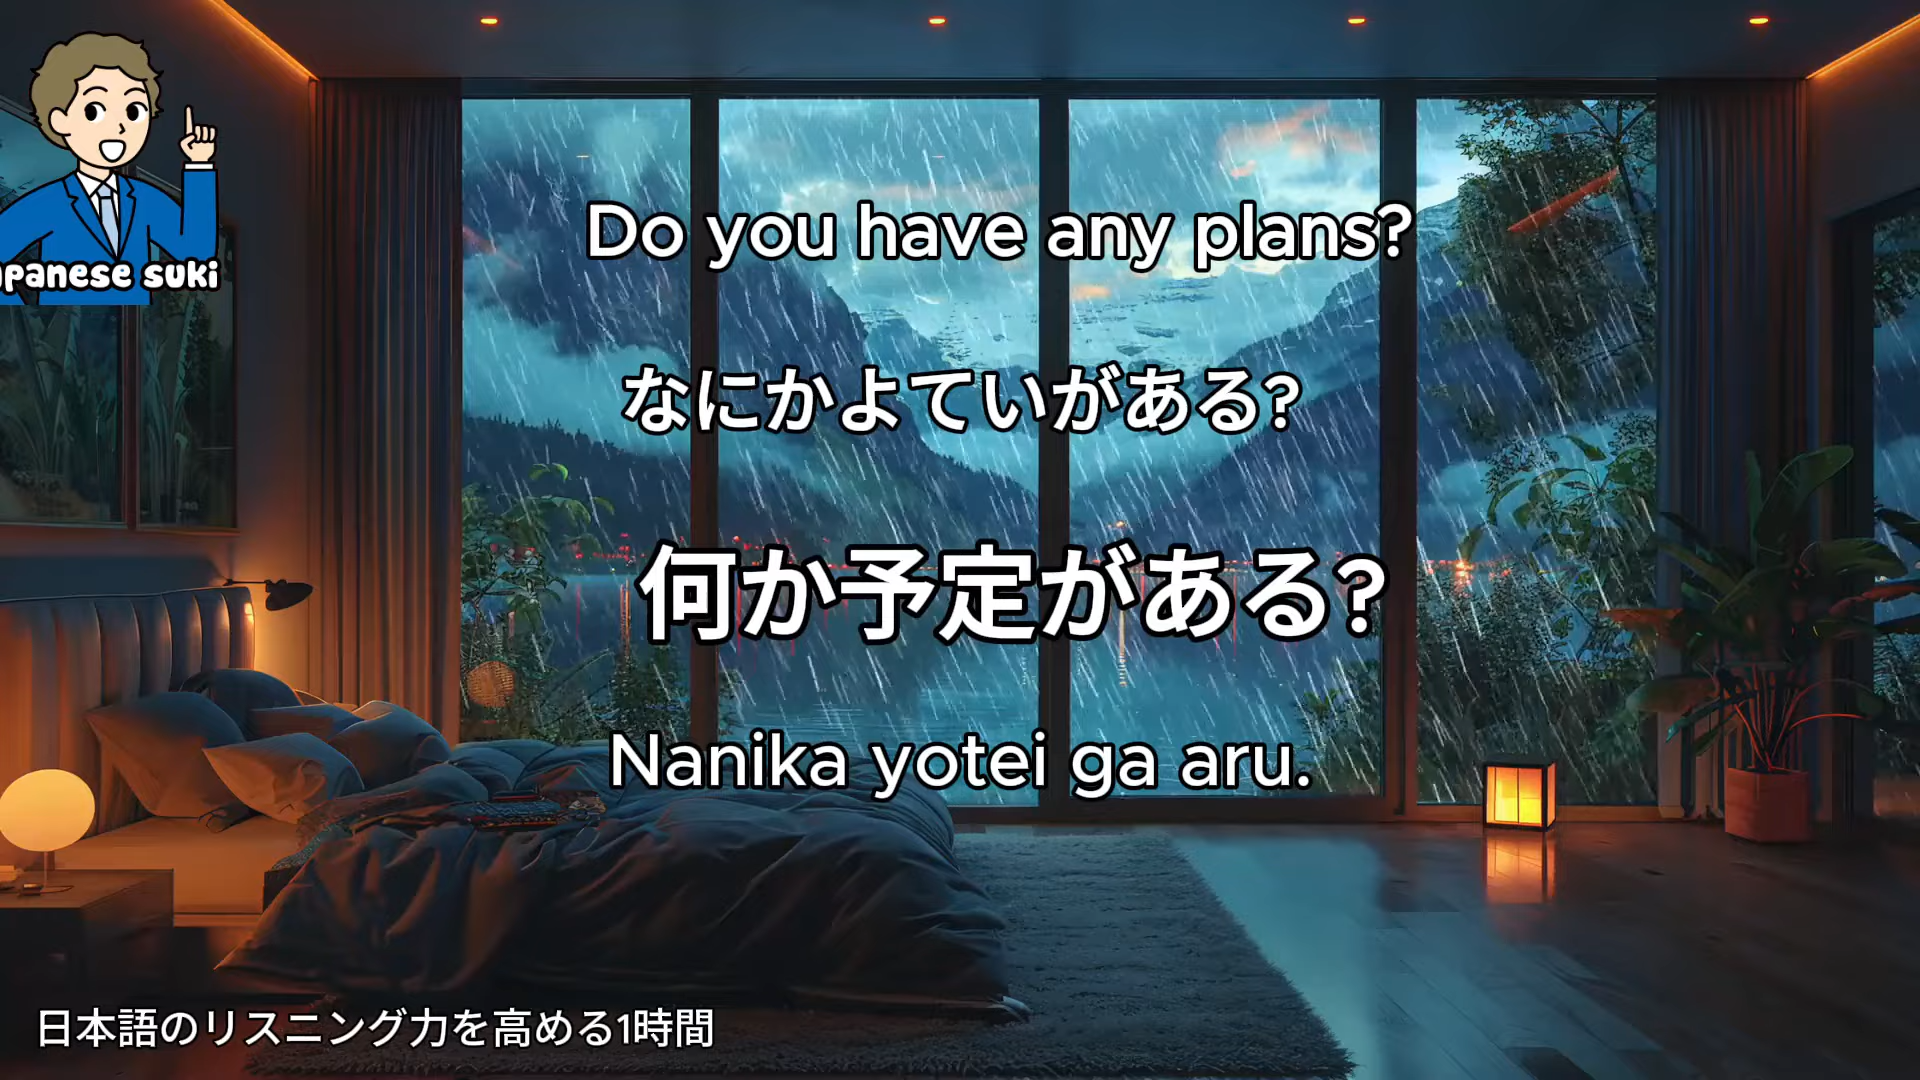 apanese suki
Do you have any plans?
なにかよていがある?
何か予定がある?
Nanika yotei ga aru.
日本語のリスニング力を高める1時間